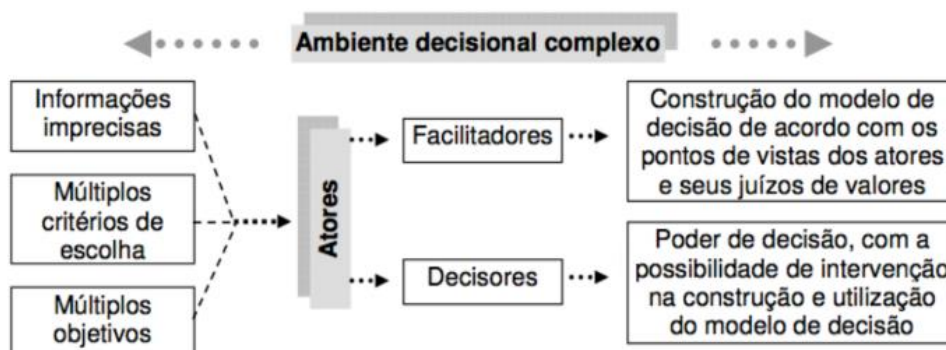 Ambiente decisional complexo
Informações
imprecisas
Múltiplos
critérios de
escolha
Múltiplos
objetivos
Atores
Facilitadores
Decisores
Construção do modelo de
decisão de acordo com os
pontos de vistas dos atores
e seus juízos de valores
Poder de decisão, com a
possibilidade de intervenção
na construção e utilização
do modelo de decisão